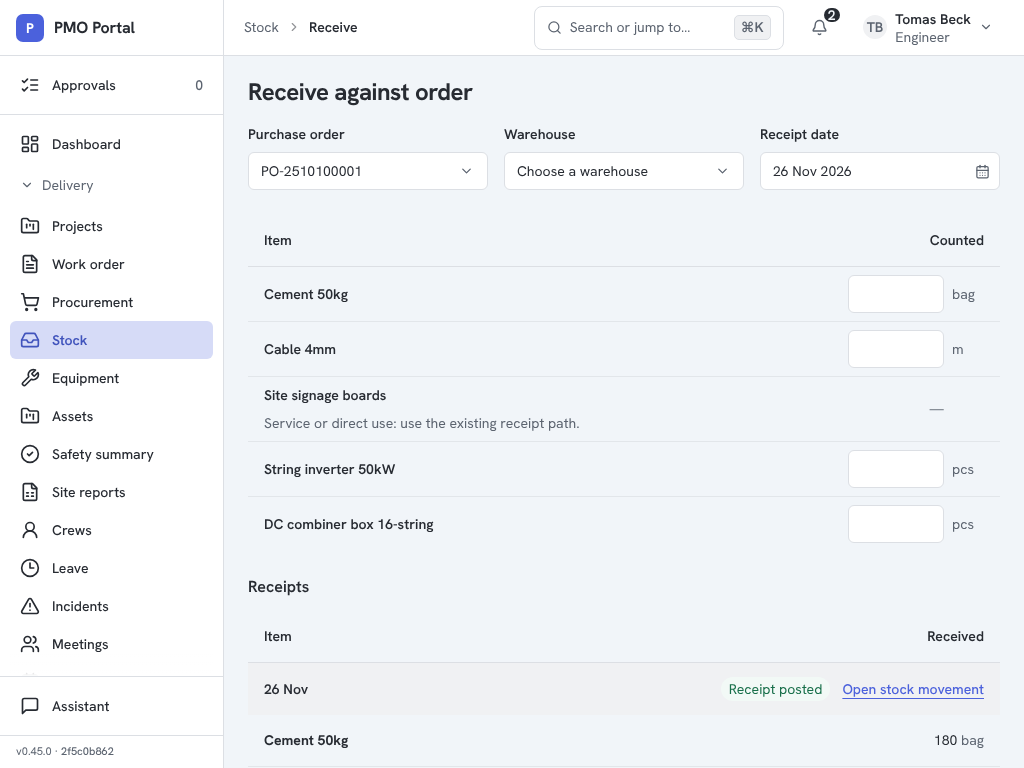 P PMO Portal
Stock > Receive
Search or jump to... ⌘K
2
TB
Tomas Beck
Engineer
Approvals 0
Dashboard
Delivery
Projects
Work order
Procurement
Stock
Equipment
Assets
Safety summary
Site reports
Crews
Leave
Incidents
Meetings
Assistant
v0.45.0 · 2f5c0b862
Receive against order
Purchase order Warehouse Receipt date
PO-2510100001 Choose a warehouse 26 Nov 2026
Item Counted
Cement 50kg bag
Cable 4mm m
Site signage boards —
Service or direct use: use the existing receipt path.
String inverter 50kW pcs
DC combiner box 16-string pcs
Receipts
Item Received
26 Nov Receipt posted Open stock movement
Cement 50kg 180 bag